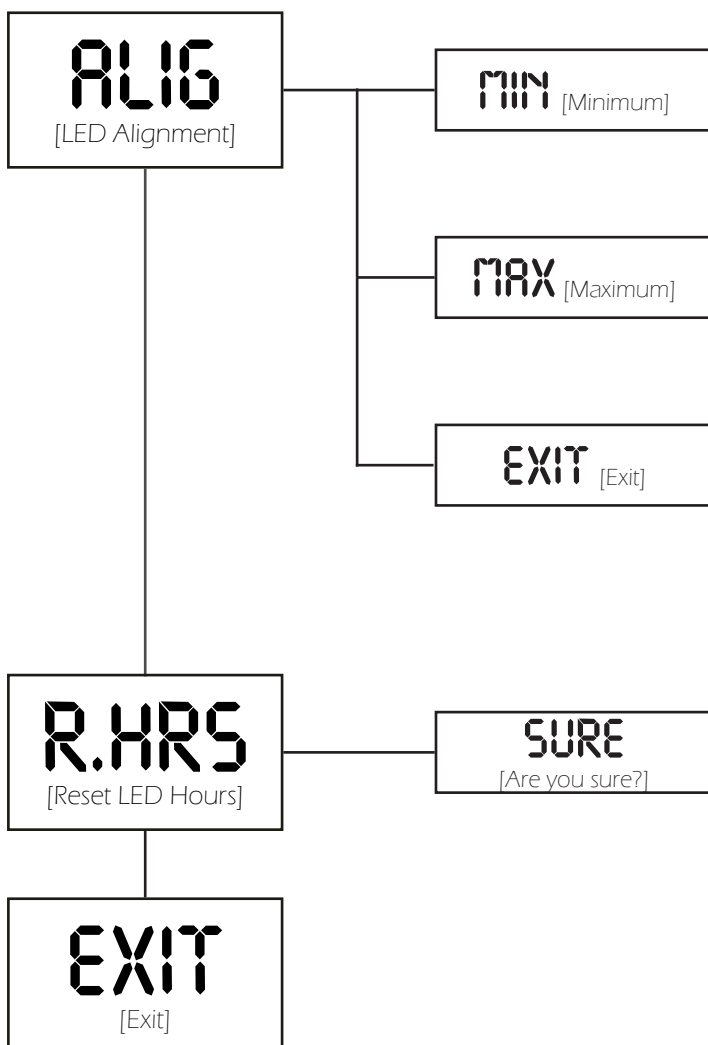 ALIG
[LED Alignment]
MIN [Minimum]
MAX [Maximum]
EXIT [Exit]
R.HRS
[Reset LED Hours]
SURE
[Are you sure?]
EXIT
[Exit]